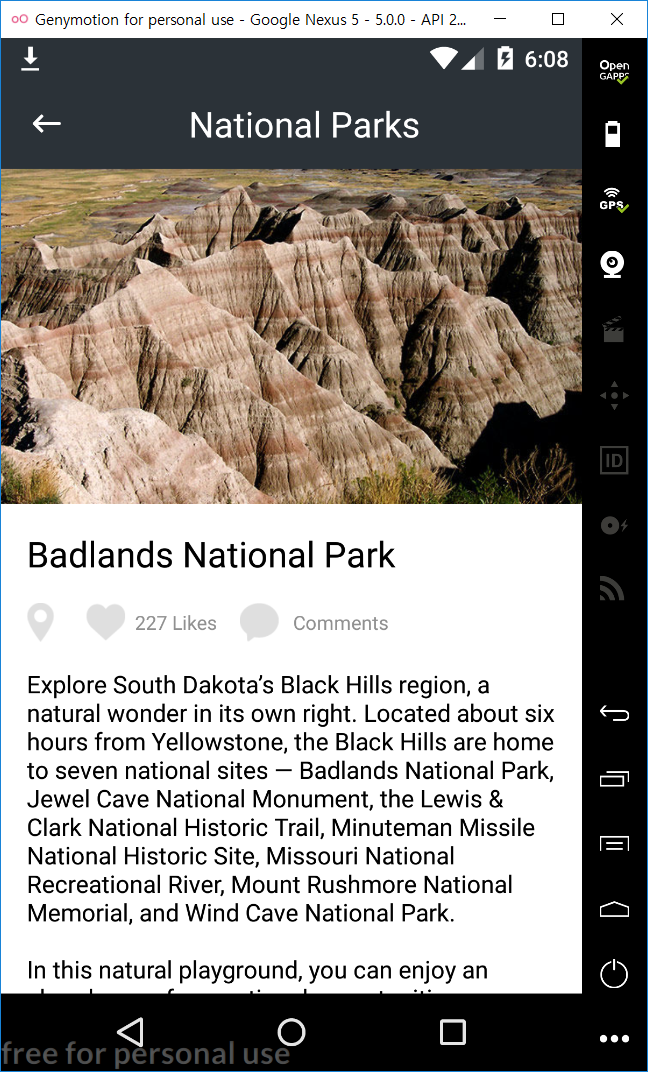 Genymotion for personal use - Google Nexus 5 - 5.0.0 - API 2...
6:08
Open
GAPPS
National Parks
GPS
ID
Badlands National Park
227 Likes
Comments
Explore South Dakota’s Black Hills region, a
natural wonder in its own right. Located about six
hours from Yellowstone, the Black Hills are home
to seven national sites — Badlands National Park,
Jewel Cave National Monument, the Lewis &
Clark National Historic Trail, Minuteman Missile
National Historic Site, Missouri National
Recreational River, Mount Rushmore National
Memorial, and Wind Cave National Park.
In this natural playground, you can enjoy an
free for personal use